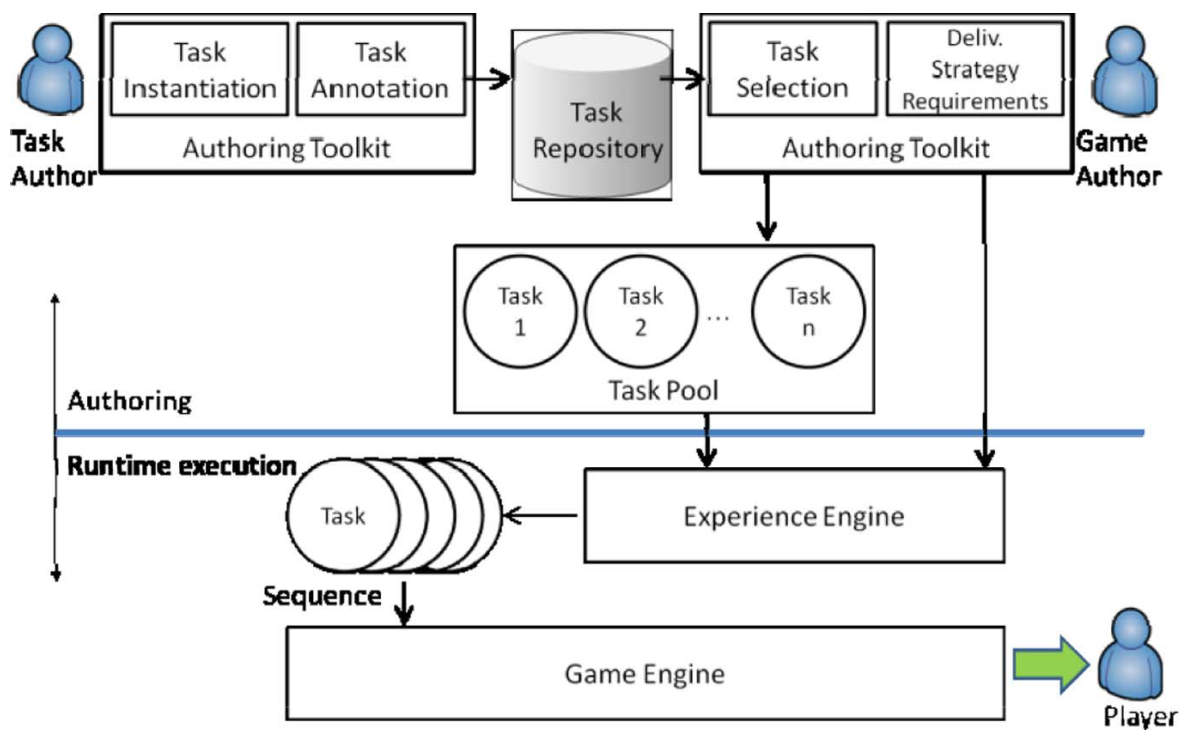 Task
Author
Task
Instantiation
Task
Annotation
Authoring Toolkit
Task
Repository
Task
Selection
Deliv.
Strategy
Requirements
Authoring Toolkit
Game
Author
Task
1
Task
2
...
Task
n
Task Pool
Authoring
Runtime execution
Task
Experience Engine
Sequence
Game Engine
Player